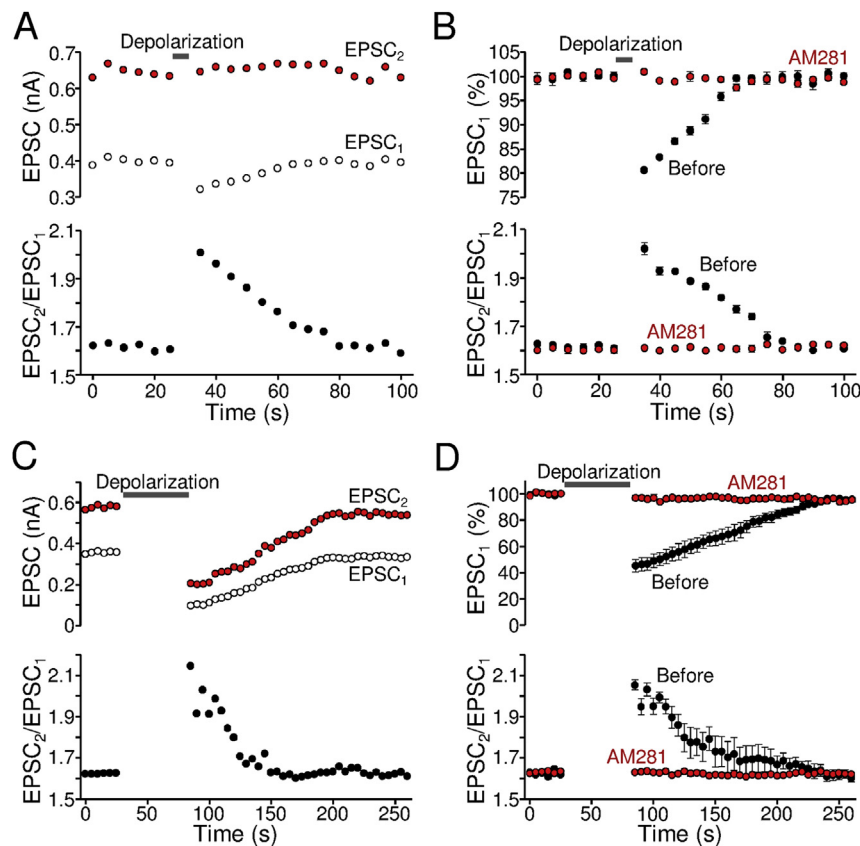 A
Depolarization
EPSC2
EPSC1
EPSC (nA)
0.7
0.6
0.5
0.4
0.3
EPSC2/EPSC1
2.1
1.9
1.7
1.5
0 20 40 60 80 100
Time (s)
B
Depolarization
AM281
Before
EPSC1 (%)
105
100
95
90
85
80
75
Before
AM281
EPSC2/EPSC1
2.1
1.9
1.7
1.5
0 20 40 60 80 100
Time (s)
C
Depolarization
EPSC2
EPSC1
EPSC (nA)
0.6
0.4
0.2
0
EPSC2/EPSC1
2.1
1.9
1.7
1.5
0 50 100 150 200 250
Time (s)
D
Depolarization
AM281
Before
EPSC1 (%)
100
80
60
40
20
0
Before
AM281
EPSC2/EPSC1
2.1
1.9
1.7
1.5
0 50 100 150 200 250
Time (s)